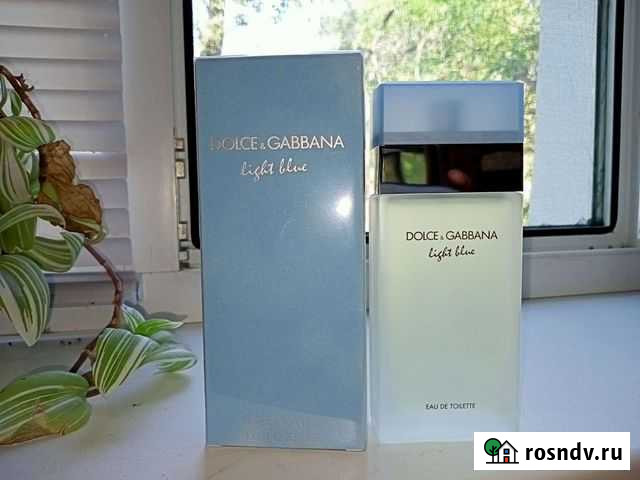 DOLCE & GABBANA
light blue
DOLCE & GABBANA
light blue
EAU DE TOILETTE
rosndv.ru